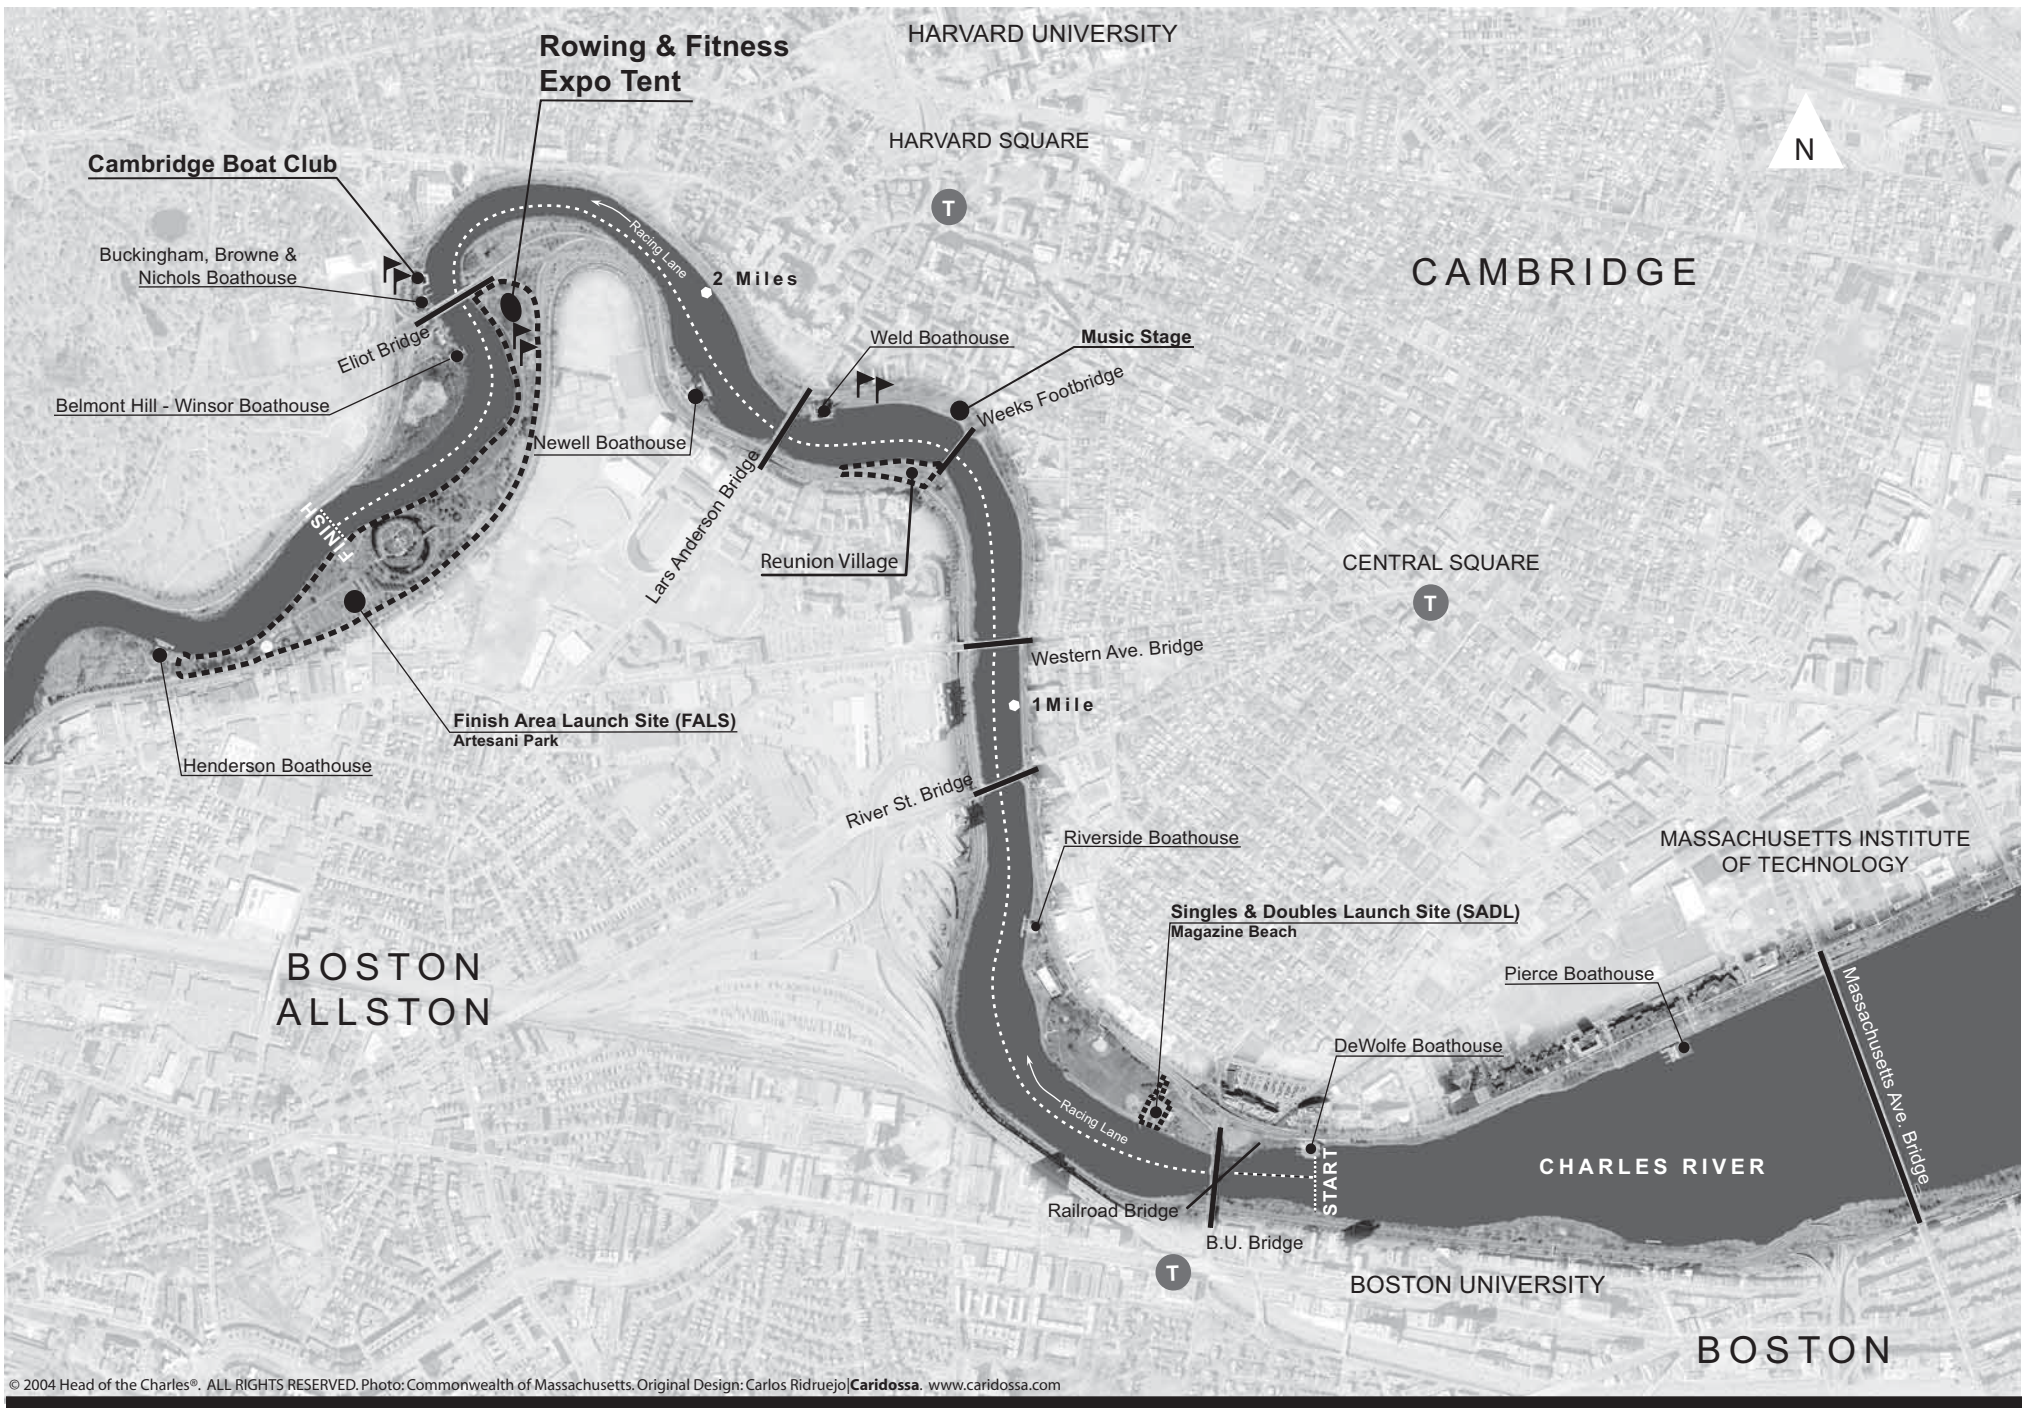 HARVARD UNIVERSITY
Rowing & Fitness
Expo Tent
HARVARD SQUARE
N
Cambridge Boat Club
T
Racing Lane
Buckingham, Browne &
Nichols Boathouse
2 Miles
CAMBRIDGE
Eliot Bridge
Weld Boathouse
Music Stage
Weeks Footbridge
Belmont Hill - Winsor Boathouse
Newell Boathouse
Lars Anderson Bridge
FINISH
Reunion Village
CENTRAL SQUARE
T
Western Ave. Bridge
1Mile
Finish Area Launch Site (FALS)
Artesani Park
Henderson Boathouse
River St. Bridge
Riverside Boathouse
MASSACHUSETTS INSTITUTE
OF TECHNOLOGY
Singles & Doubles Launch Site (SADL)
Magazine Beach
BOSTON
ALLSTON
Pierce Boathouse
Massachusetts Ave. Bridge
DeWolfe Boathouse
Racing Lane
START
CHARLES RIVER
Railroad Bridge
B.U. Bridge
T
BOSTON UNIVERSITY
BOSTON
© 2004 Head of the Charles®. ALL RIGHTS RESERVED. Photo: Commonwealth of Massachusetts. Original Design: Carlos Ridruejo|Caridossa. www.caridossa.com